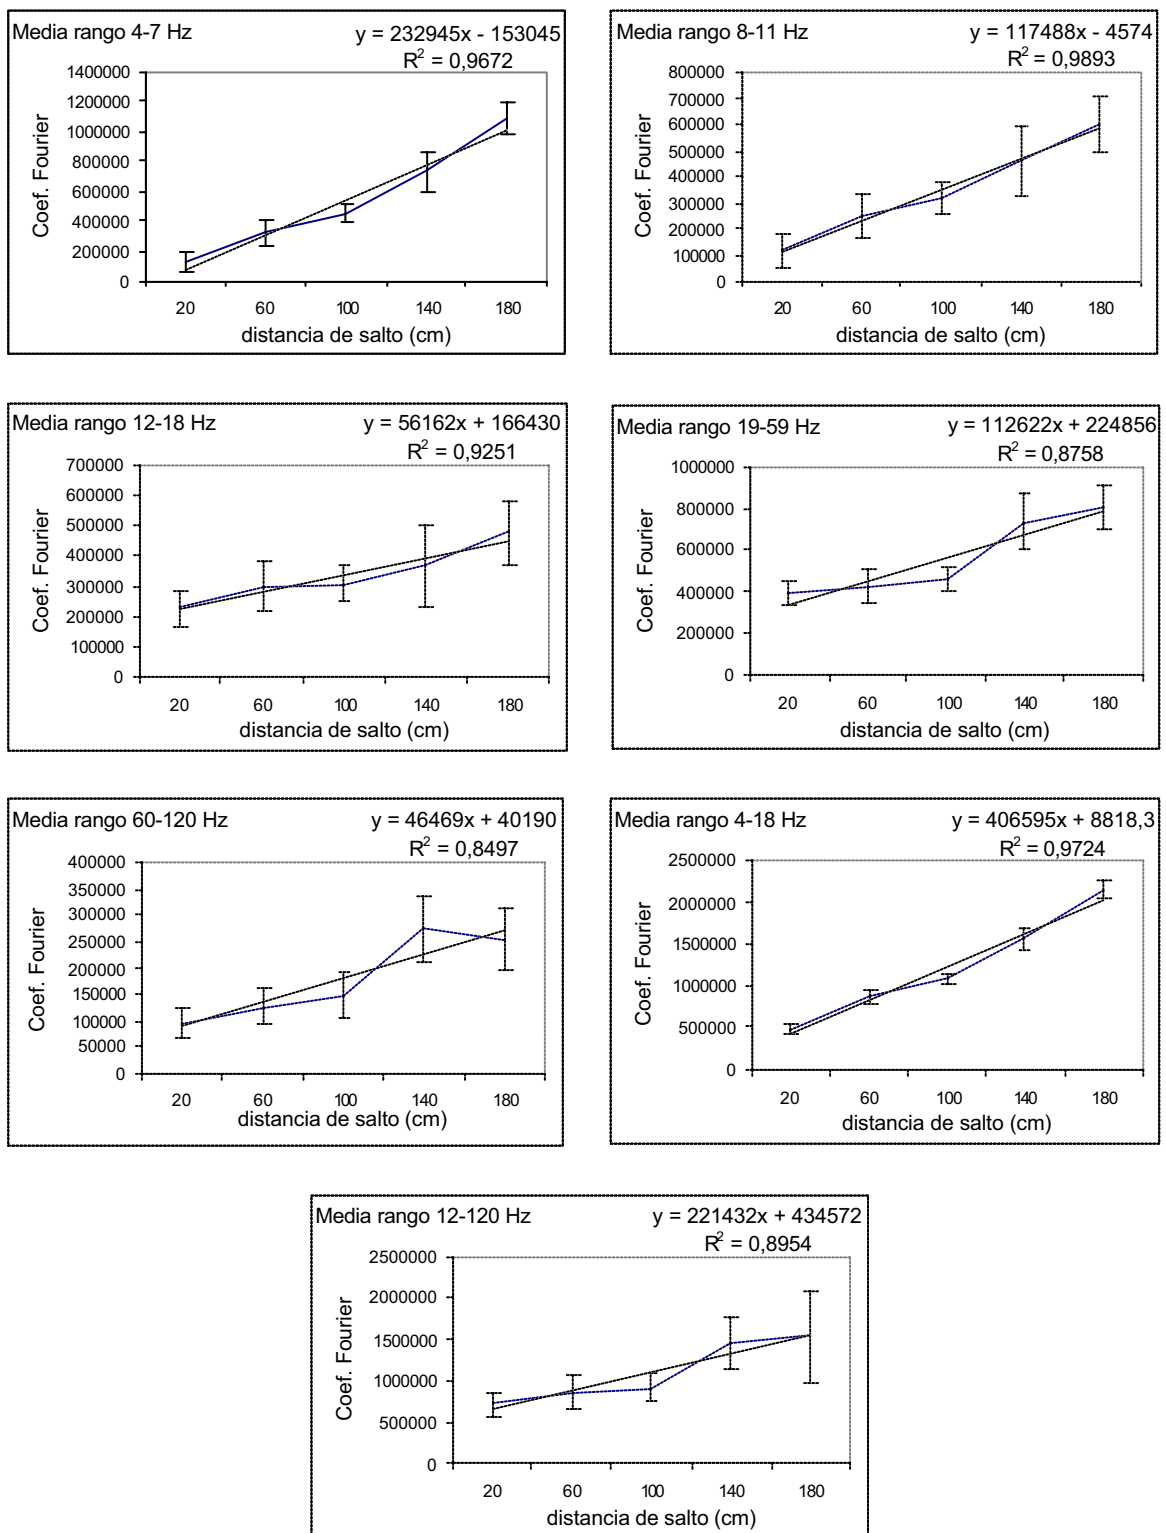 Media rango 4-7 Hz
y = 232945x - 153045
R² = 0,9672
Coef. Fourier
1400000
1200000
1000000
800000
600000
400000
200000
0
20 60 100 140 180
distancia de salto (cm)
Media rango 8-11 Hz
y = 117488x - 4574
R² = 0,9893
Coef. Fourier
800000
700000
600000
500000
400000
300000
200000
100000
0
20 60 100 140 180
distancia de salto (cm)
Media rango 12-18 Hz
y = 56162x + 166430
R² = 0,9251
Coef. Fourier
700000
600000
500000
400000
300000
200000
100000
0
20 60 100 140 180
distancia de salto (cm)
Media rango 19-59 Hz
y = 112622x + 224856
R² = 0,8758
Coef. Fourier
1000000
800000
600000
400000
200000
0
20 60 100 140 180
distancia de salto (cm)
Media rango 60-120 Hz
y = 46469x + 40190
R² = 0,8497
Coef. Fourier
400000
350000
300000
250000
200000
150000
100000
50000
0
20 60 100 140 180
distancia de salto (cm)
Media rango 4-18 Hz
y = 406595x + 8818,3
R² = 0,9724
Coef. Fourier
2500000
2000000
1500000
1000000
500000
0
20 60 100 140 180
distancia de salto (cm)
Media rango 12-120 Hz
y = 221432x + 434572
R² = 0,8954
Coef. Fourier
2500000
2000000
1500000
1000000
500000
0
20 60 100 140 180
distancia de salto (cm)